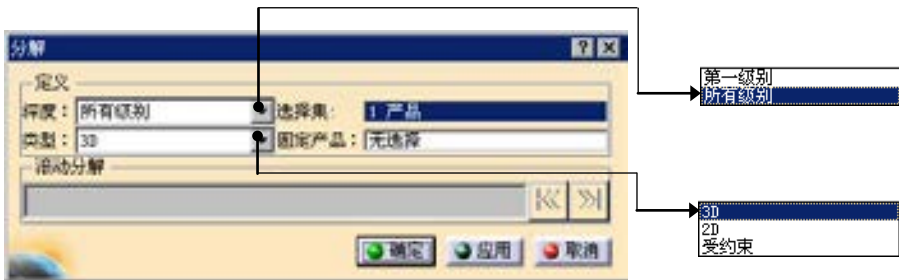 分解
定义
深度： 所有级别 选择集： 1 产品
类型： 3D 固定产品： 无选择
滚动分解
确定 应用 取消
第一级别
所有级别
3D
2D
受约束